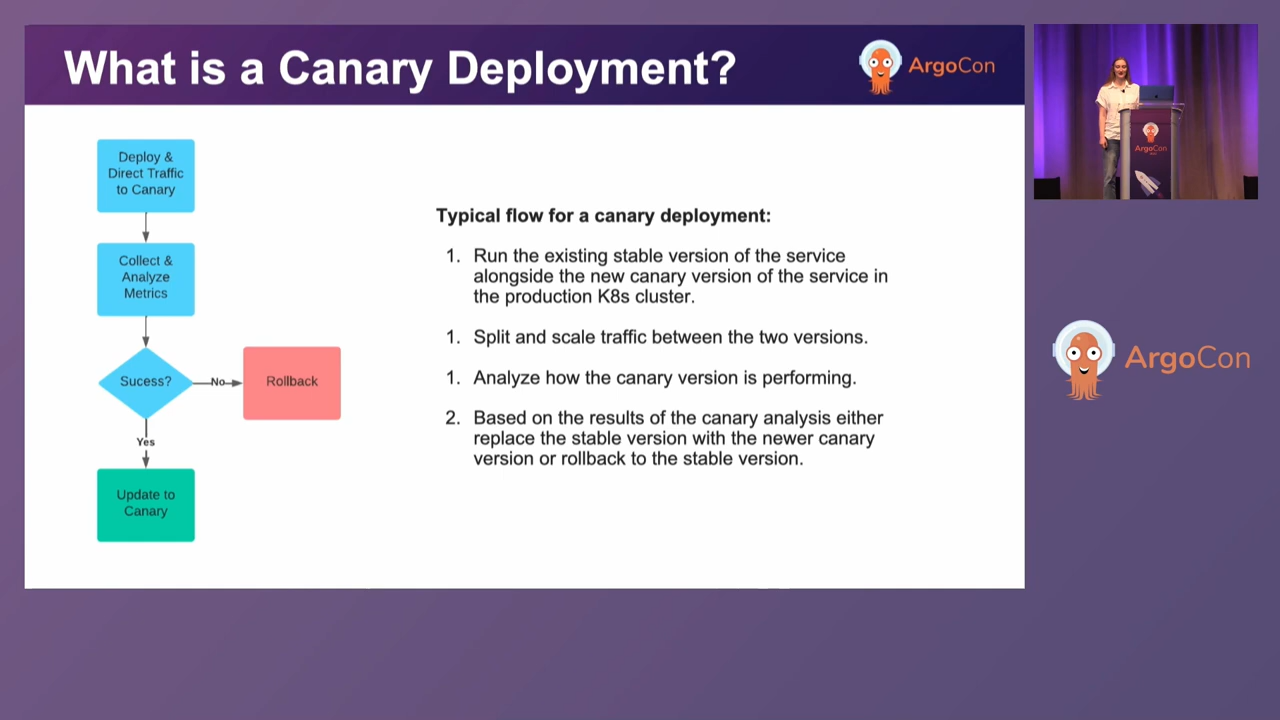 What is a Canary Deployment?
ArgoCon
Deploy &
Direct Traffic
to Canary
Collect &
Analyze
Metrics
Sucess?
No
Rollback
Yes
Update to
Canary
Typical flow for a canary deployment:
1. Run the existing stable version of the service
alongside the new canary version of the service in
the production K8s cluster.
1. Split and scale traffic between the two versions.
1. Analyze how the canary version is performing.
2. Based on the results of the canary analysis either
replace the stable version with the newer canary
version or rollback to the stable version.
ArgoCon
ArgoCon